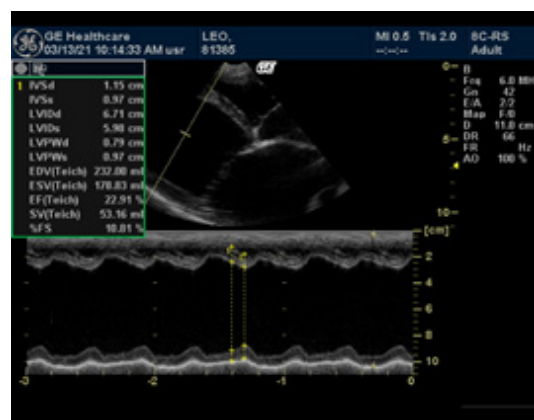 GE Healthcare
03/13/21 10:14:33 AM usr
LEO,
81385
MI 0.5 TIs 2.0
8C-RS
Adult
1 IVSd 1.15 cm
IVSs 0.97 cm
LVIDd 6.71 cm
LVIDs 5.98 cm
LVPWd 0.79 cm
LVPWs 0.97 cm
EDV(Teich) 232.00 ml
ESV(Teich) 178.83 ml
EF(Teich) 22.91 %
SV(Teich) 53.16 ml
%FS 10.81 %
B
Frq 6.0 MH
Gn 42
E/A 2/2
Map F/0
D 11.0 cm
DR 66
FR Hz
AO 100 %
0
5
10
[cm]
2
4
6
8
10
-3 -2 -1 0